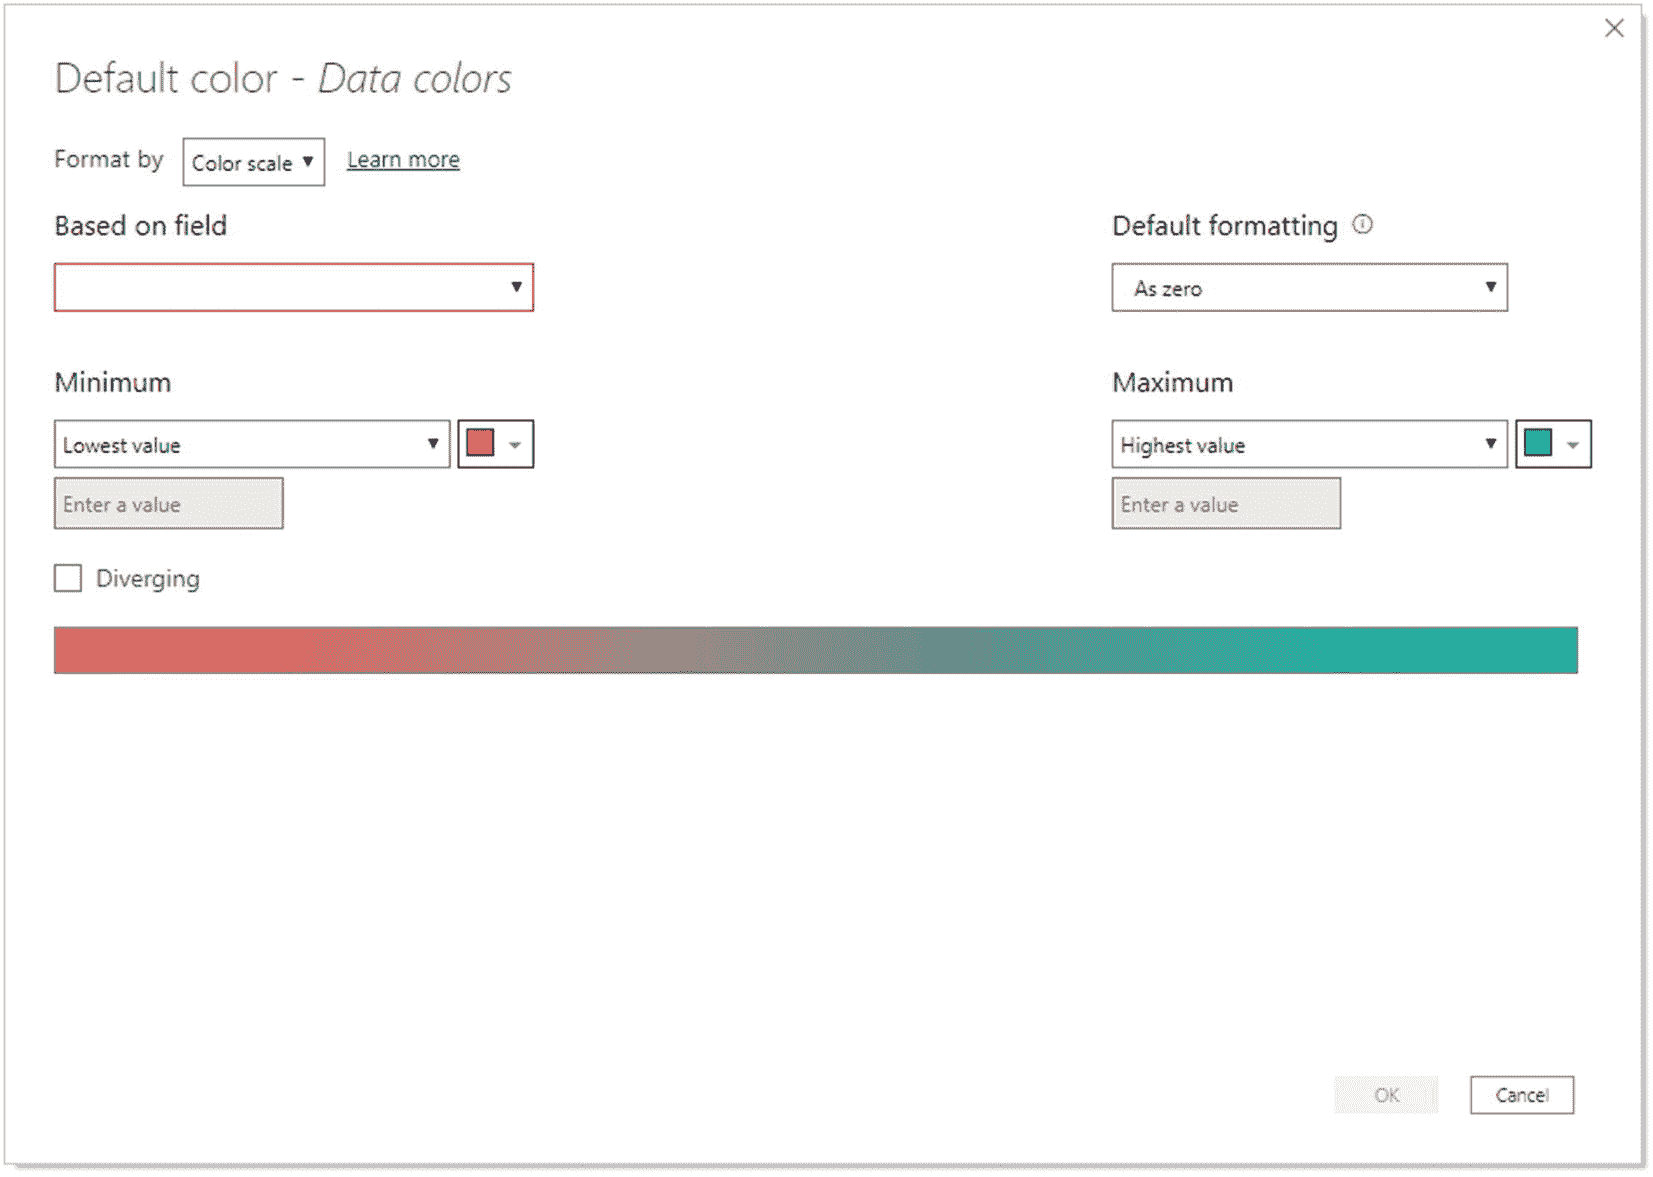 Default color - Data colors
Format by Color scale Learn more
Based on field Default formatting
As zero
Minimum Maximum
Lowest value Highest value
Enter a value Enter a value
Diverging
OK Cancel